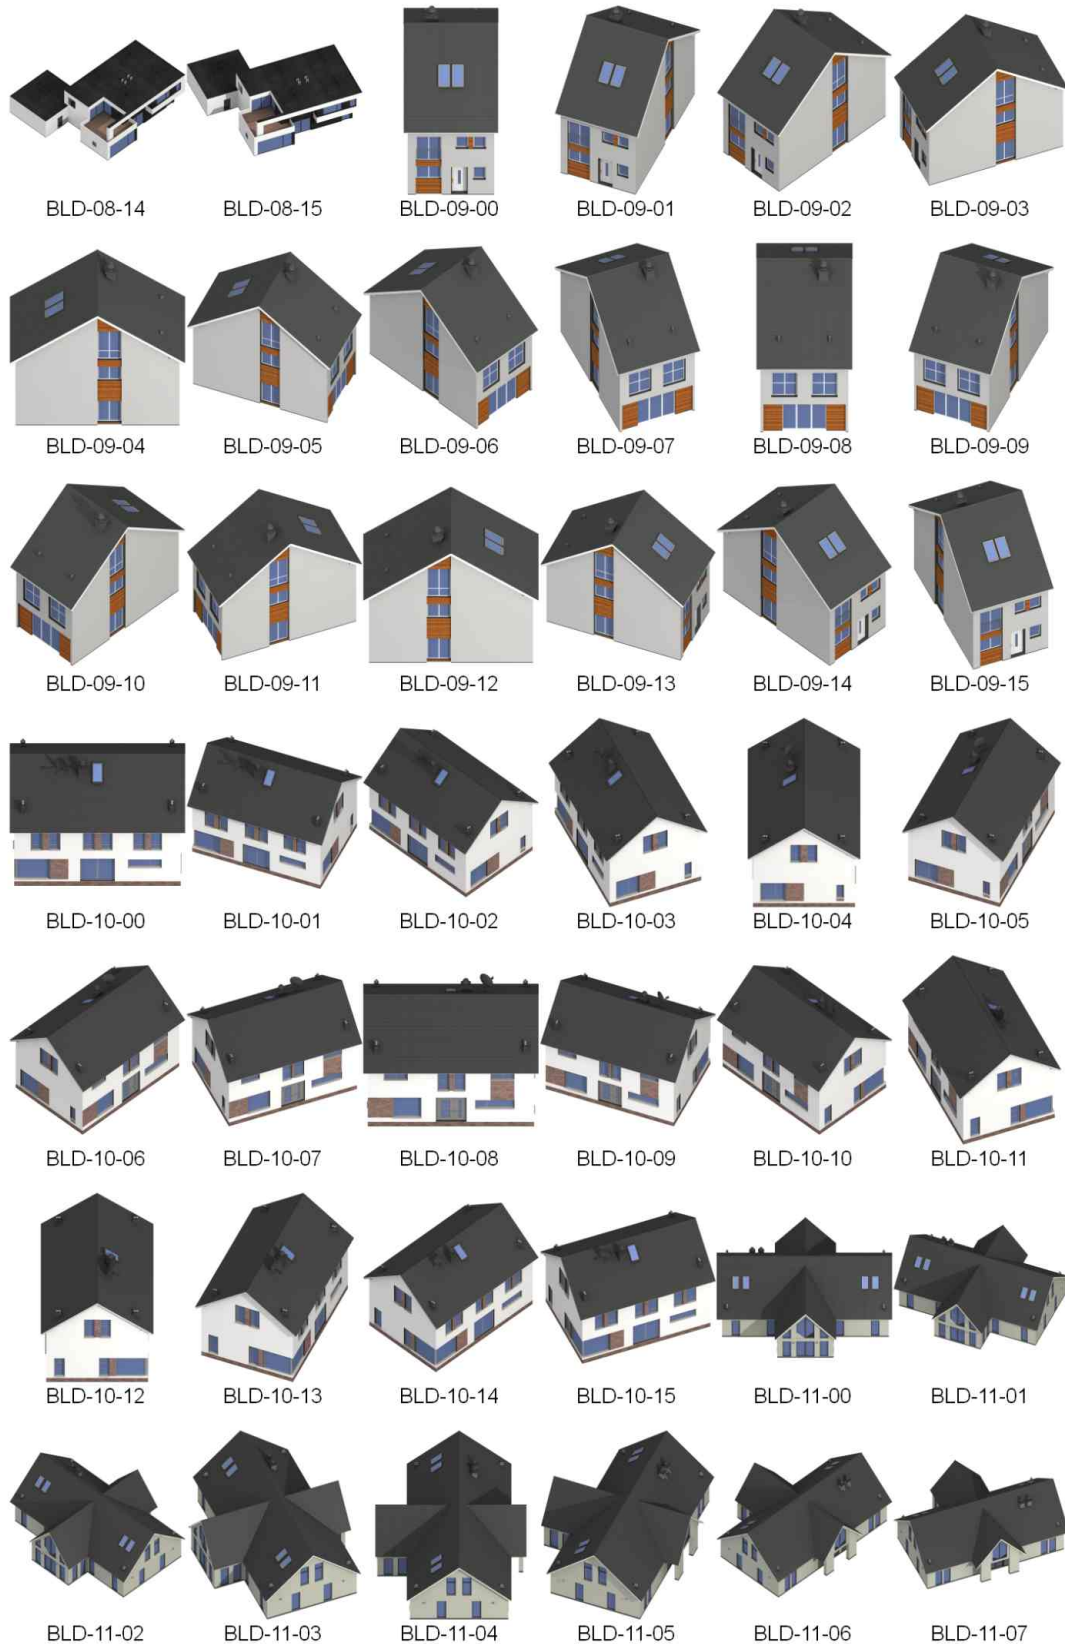 BLD-08-14 BLD-08-15 BLD-09-00 BLD-09-01 BLD-09-02 BLD-09-03
BLD-09-04 BLD-09-05 BLD-09-06 BLD-09-07 BLD-09-08 BLD-09-09
BLD-09-10 BLD-09-11 BLD-09-12 BLD-09-13 BLD-09-14 BLD-09-15
BLD-10-00 BLD-10-01 BLD-10-02 BLD-10-03 BLD-10-04 BLD-10-05
BLD-10-06 BLD-10-07 BLD-10-08 BLD-10-09 BLD-10-10 BLD-10-11
BLD-10-12 BLD-10-13 BLD-10-14 BLD-10-15 BLD-11-00 BLD-11-01
BLD-11-02 BLD-11-03 BLD-11-04 BLD-11-05 BLD-11-06 BLD-11-07